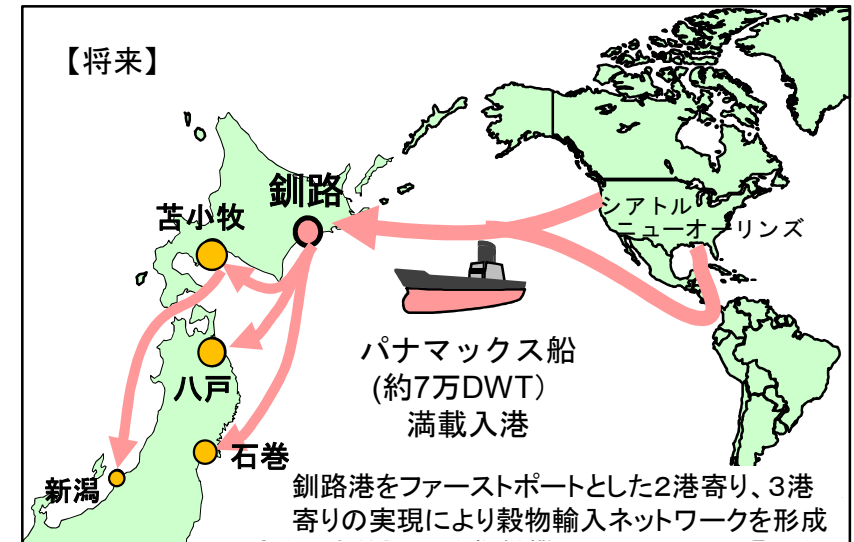 【将来】
釧路
苫小牧
シアトル
ニューオーリンズ
パナマックス船
(約7万DWT)
満載入港
八戸
石巻
新潟
釧路港をファーストポートとした2港寄り、3港
寄りの実現により穀物輸入ネットワークを形成